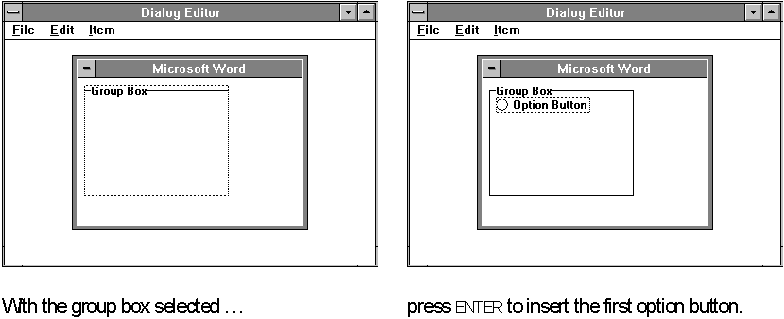 Dialog Editor
File Edit Item
Microsoft Word
Group Box
With the group box selected …
Dialog Editor
File Edit Item
Microsoft Word
Group Box
Option Button
press ENTER to insert the first option button.